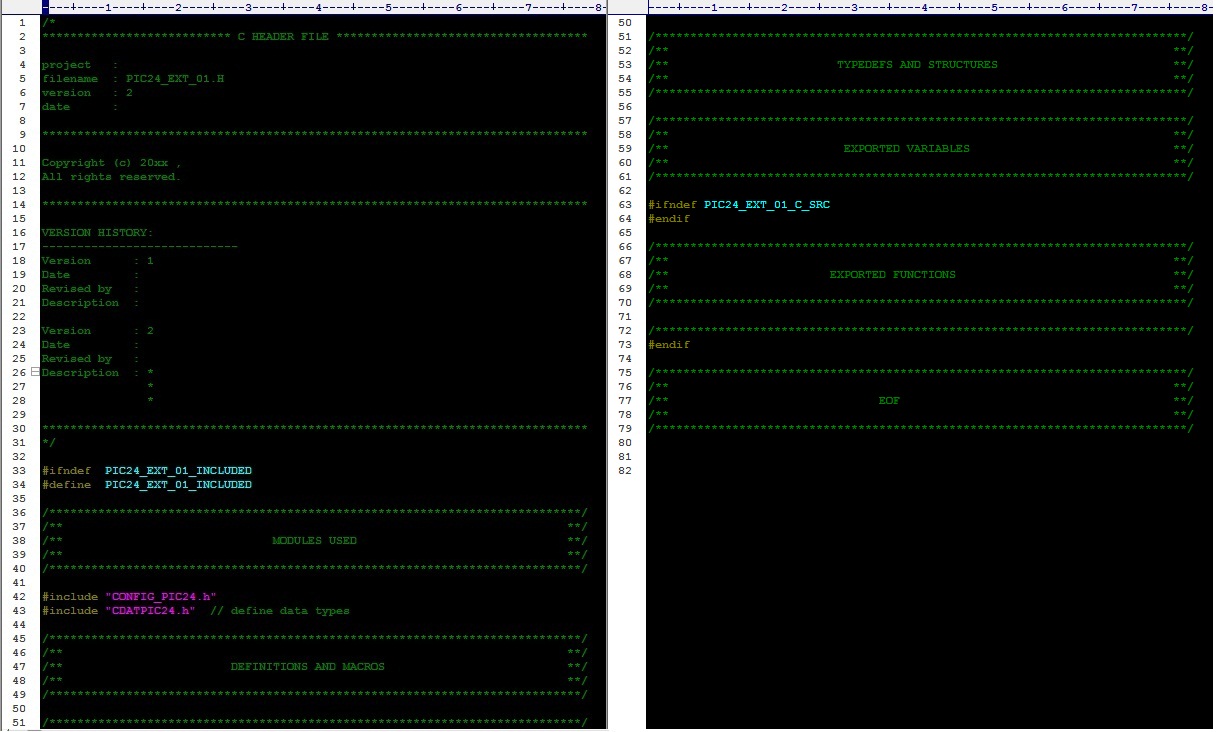 ----+----1----+----2----+----3----+----4----+----5----+----6----+----7----+----8-
1 /*
2 *************************** C HEADER FILE ************************************
3
4 project   :
5 filename  : PIC24_EXT_01.H
6 version   : 2
7 date      :
8
9 ******************************************************************************
10
11 Copyright (c) 20xx ,
12 All rights reserved.
13
14 ******************************************************************************
15
16 VERSION HISTORY:
17 ----------------------------
18 Version      : 1
19 Date         :
20 Revised by   :
21 Description  :
22
23 Version      : 2
24 Date         :
25 Revised by   :
26 Description  : *
27                *
28                *
29
30 ******************************************************************************
31 */
32
33 #ifndef  PIC24_EXT_01_INCLUDED
34 #define  PIC24_EXT_01_INCLUDED
35
36 /****************************************************************************/
37 /**                                                                        **/
38 /**                              MODULES USED                              **/
39 /**                                                                        **/
40 /****************************************************************************/
41
42 #include "CONFIG_PIC24.h"
43 #include "CDATPIC24.h"  // define data types
44
45 /****************************************************************************/
46 /**                                                                        **/
47 /**                        DEFINITIONS AND MACROS                          **/
48 /**                                                                        **/
49 /****************************************************************************/
50
51 /****************************************************************************/
----+----1----+----2----+----3----+----4----+----5----+----6----+----7----+----8-
50
51 /****************************************************************************/
52 /**                                                                        **/
53 /**                        TYPEDEFS AND STRUCTURES                         **/
54 /**                                                                        **/
55 /****************************************************************************/
56
57 /****************************************************************************/
58 /**                                                                        **/
59 /**                         EXPORTED VARIABLES                             **/
60 /**                                                                        **/
61 /****************************************************************************/
62
63 #ifndef PIC24_EXT_01_C_SRC
64 #endif
65
66 /****************************************************************************/
67 /**                                                                        **/
68 /**                       EXPORTED FUNCTIONS                               **/
69 /**                                                                        **/
70 /****************************************************************************/
71
72 /****************************************************************************/
73 #endif
74
75 /****************************************************************************/
76 /**                                                                        **/
77 /**                              EOF                                       **/
78 /**                                                                        **/
79 /****************************************************************************/
80
81
82